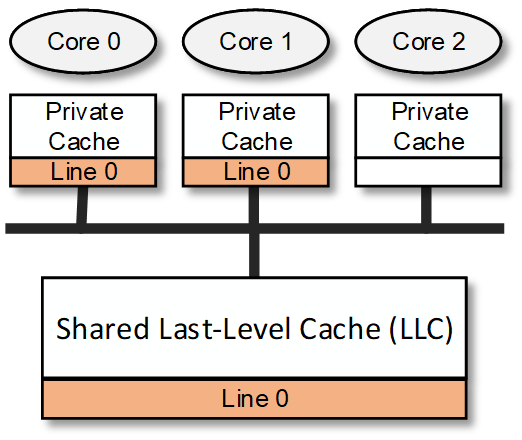 Core 0
Core 1
Core 2
Private
Cache
Line 0
Private
Cache
Line 0
Private
Cache
Shared Last-Level Cache (LLC)
Line 0